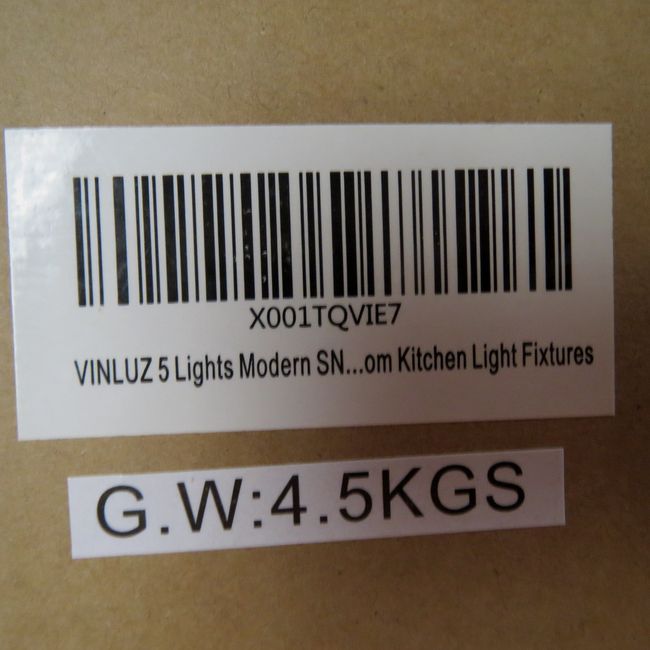 X001TQVIE7
VINLUZ 5 Lights Modern SN...om Kitchen Light Fixtures
G.W:4.5KGS